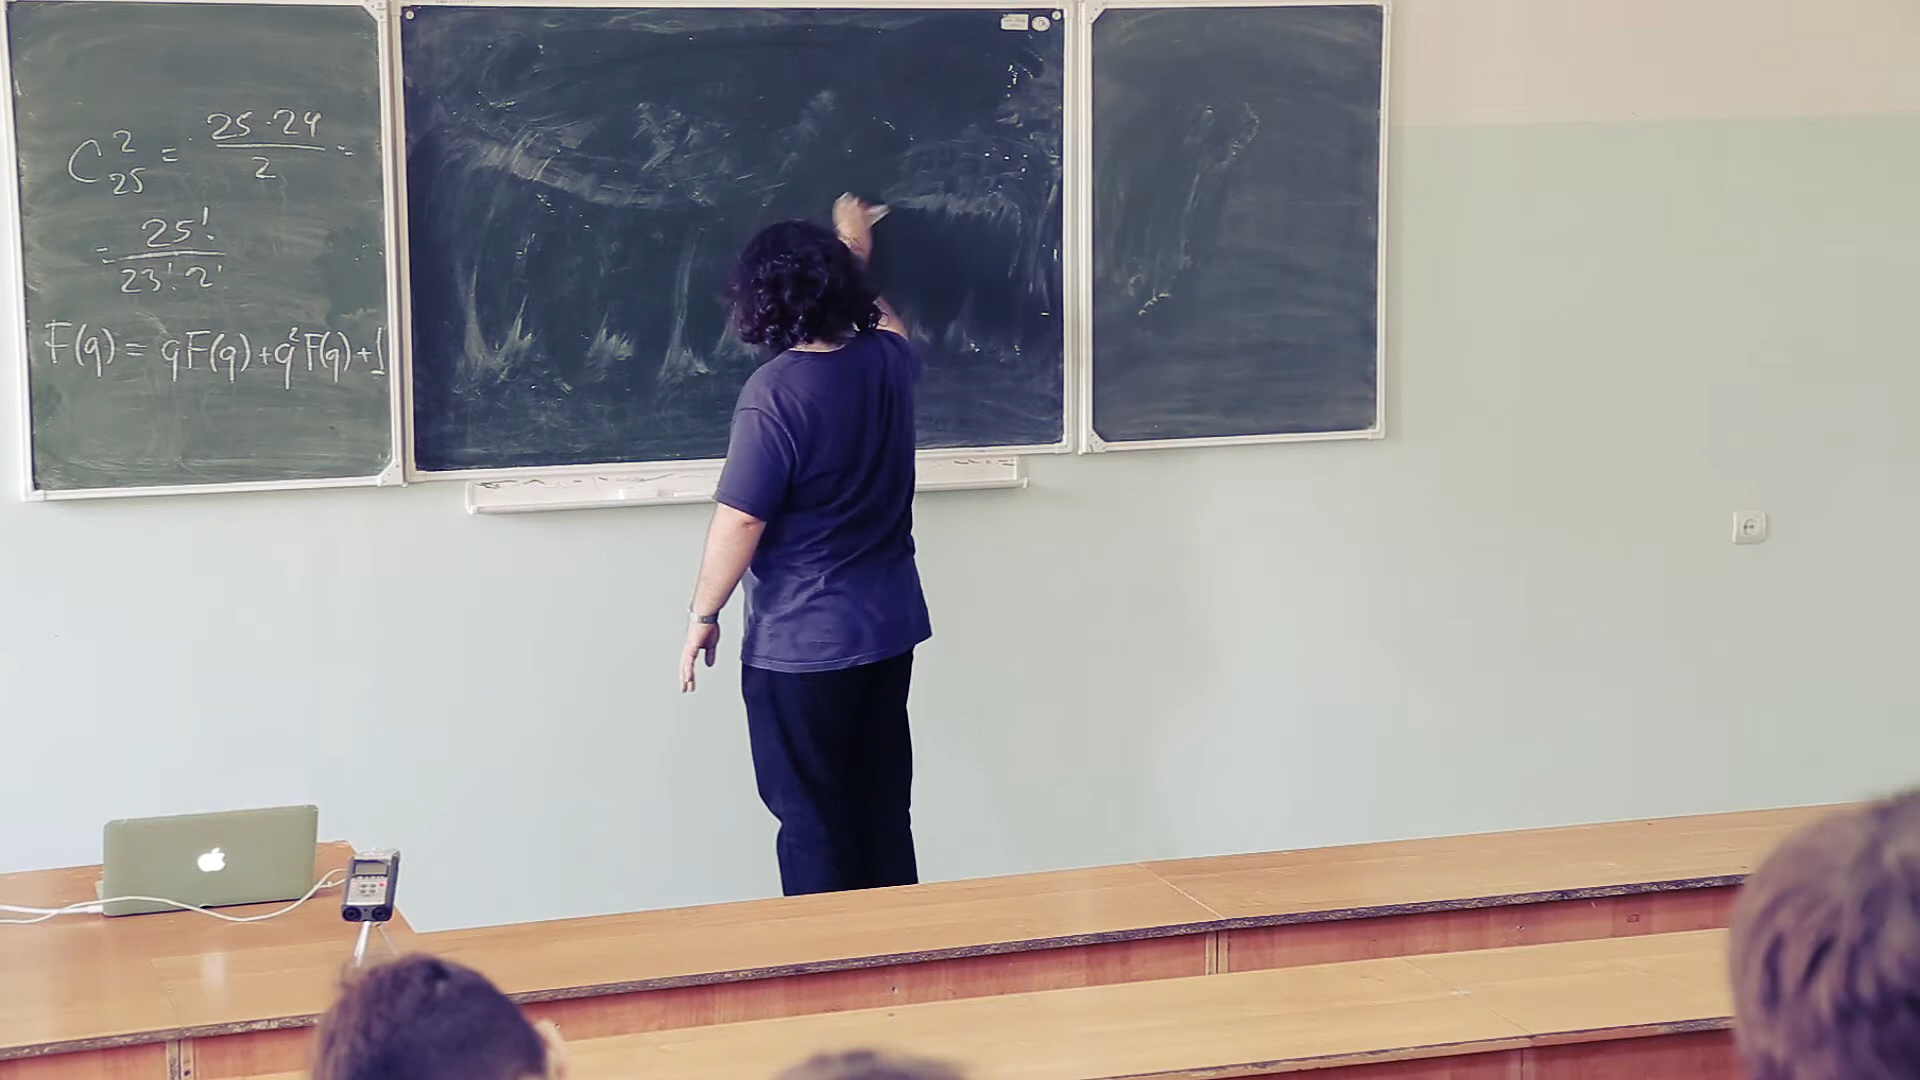 C²₂₅ = 25·24/2 =
= 25!/23!2!
F(q) = qF(q)+q²F(q)+1